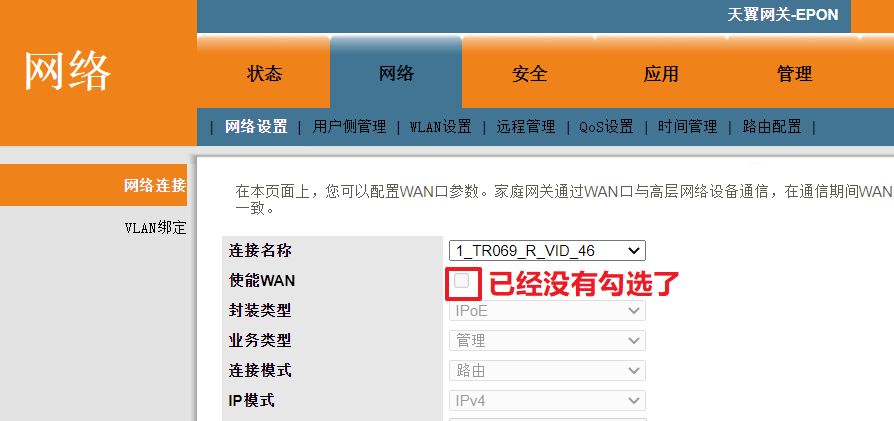 天翼网关-EPON
网络
状态 网络 安全 应用 管理
| 网络设置 | 用户侧管理 | WLAN设置 | 远程管理 | QoS设置 | 时间管理 | 路由配置 |
网络连接
VLAN绑定
在本页面上，您可以配置WAN口参数。家庭网关通过WAN口与高层网络设备通信，在通信期间WAN
一致。
连接名称 1_TR069_R_VID_46
使能WAN 已经没有勾选了
封装类型 IPoE
业务类型 管理
连接模式 路由
IP模式 IPv4